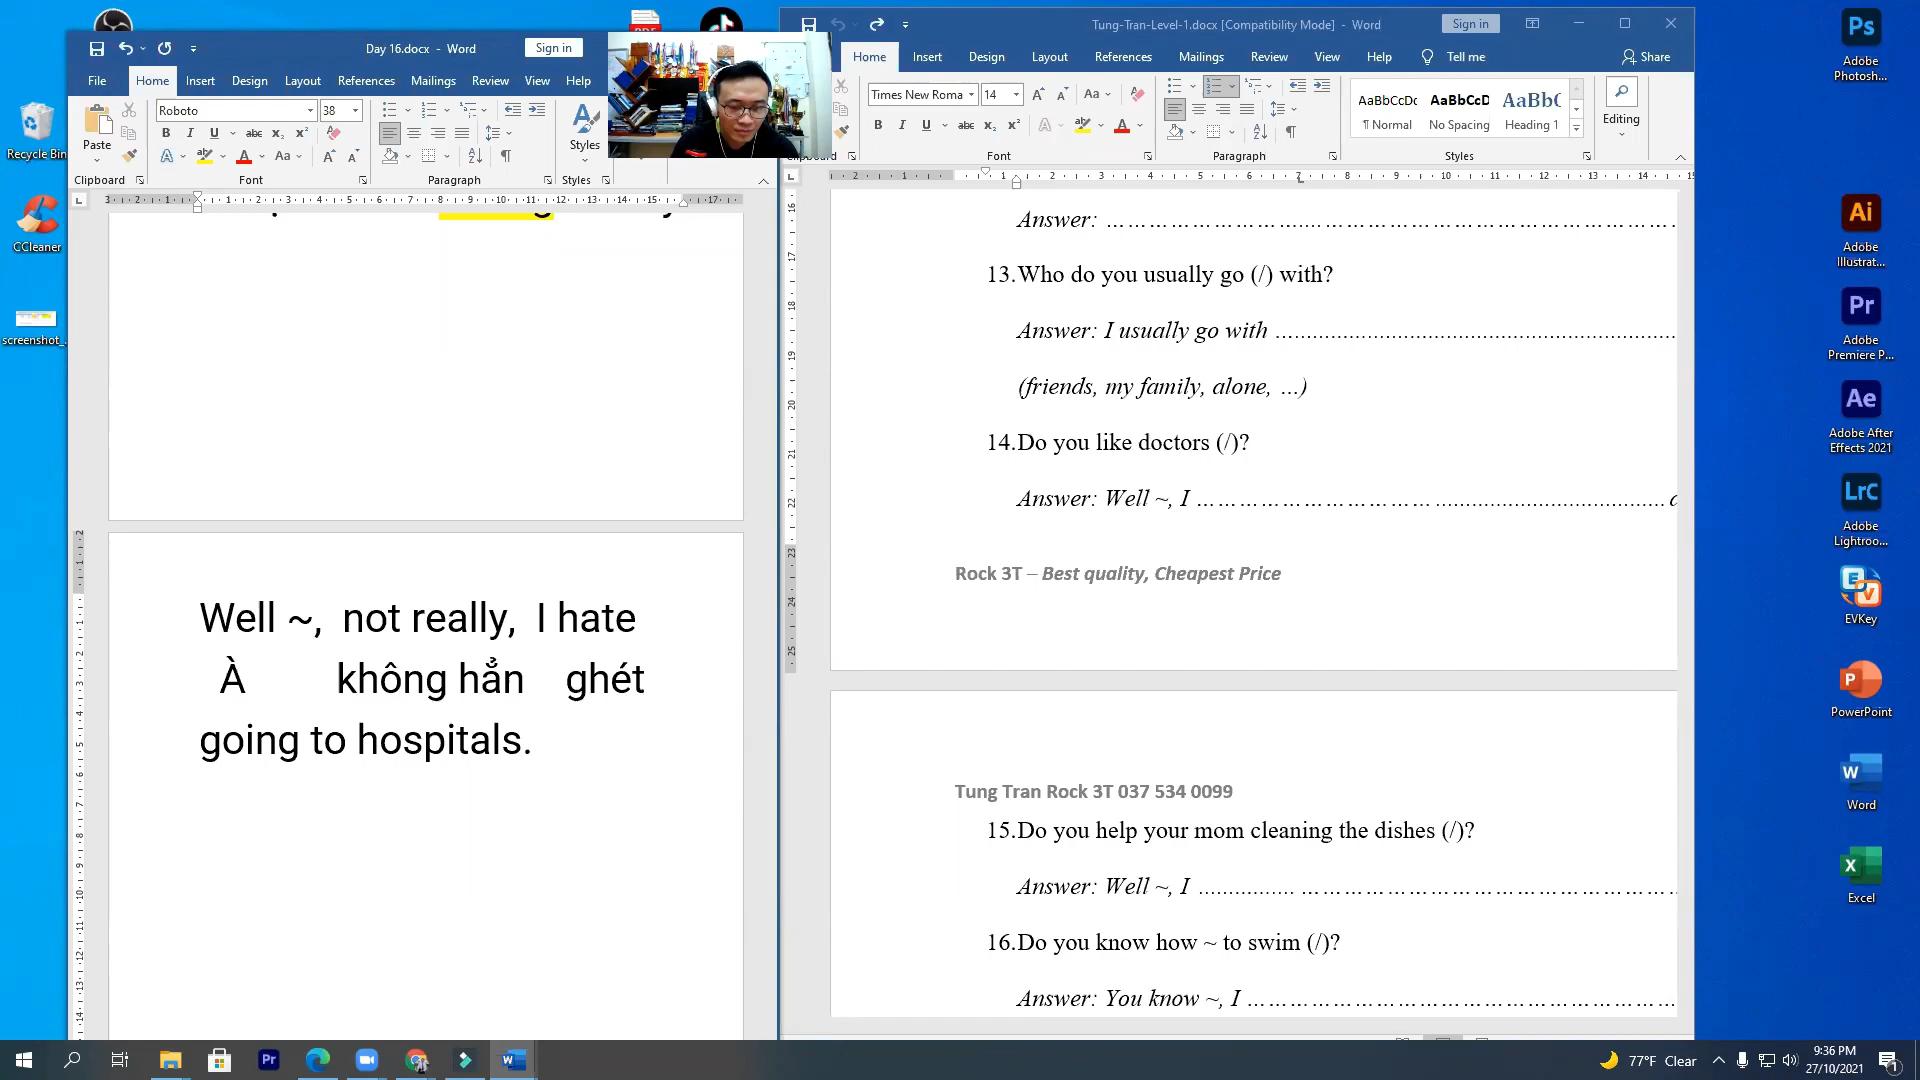 Day 16.docx - Word
Sign in
File Home Insert Design Layout References Mailings Review View Help
Paste
Roboto 38
Styles
Clipboard Font Paragraph Styles
Well ~, not really, I hate
À không hẳn ghét
going to hospitals.
Tung-Tran-Level-1.docx [Compatibility Mode] - Word
Sign in
Home Insert Design Layout References Mailings Review View Help Tell me Share
Times New Roma 14
AaBbCcDc AaBbCcD AaBbC
¶ Normal No Spacing Heading 1
Editing
Font Paragraph Styles
Answer: ……………………………………………………………………
13.Who do you usually go (/) with?
Answer: I usually go with ……………………………………………
(friends, my family, alone, …)
14.Do you like doctors (/)?
Answer: Well ~, I ……………………………………………………
Rock 3T – Best quality, Cheapest Price
Tung Tran Rock 3T 037 534 0099
15.Do you help your mom cleaning the dishes (/)?
Answer: Well ~, I ……………………………………………………
16.Do you know how ~ to swim (/)?
Answer: You know ~, I ………………………………………………
Recycle Bin
CCleaner
screenshot_...
Adobe
Photosh...
Adobe
Illustrat...
Adobe
Premiere P...
Adobe After
Effects 2021
Adobe
Lightroo...
EVKey
PowerPoint
Word
Excel
77°F Clear
9:36 PM
27/10/2021